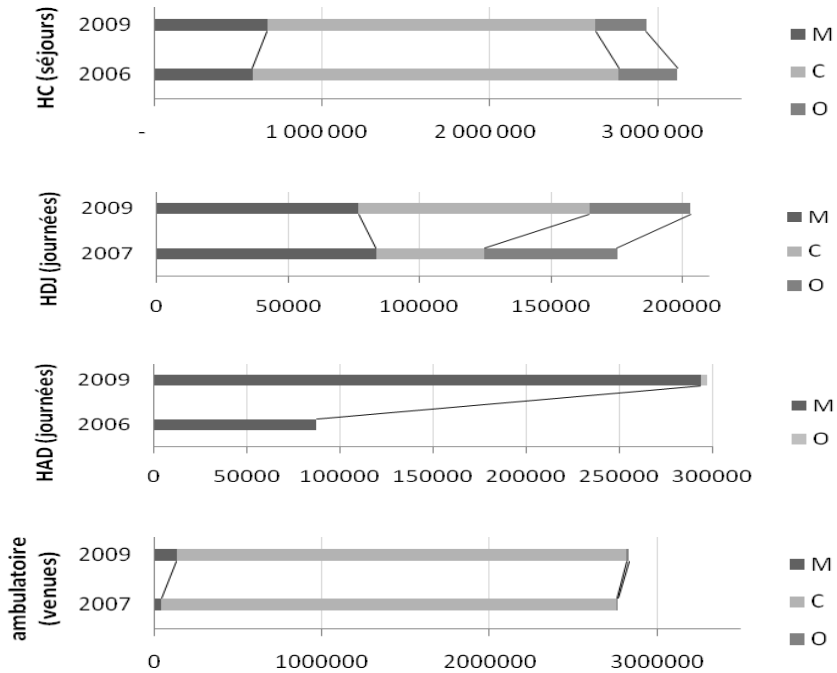 HC (séjours)
2009
2006
- 1 000 000 2 000 000 3 000 000
M
C
O
HDJ (journées)
2009
2007
0 50000 100000 150000 200000
M
C
O
HAD (journées)
2009
2006
0 50000 100000 150000 200000 250000 300000
M
O
ambulatoire
(venues)
2009
2007
0 1000000 2000000 3000000
M
C
O